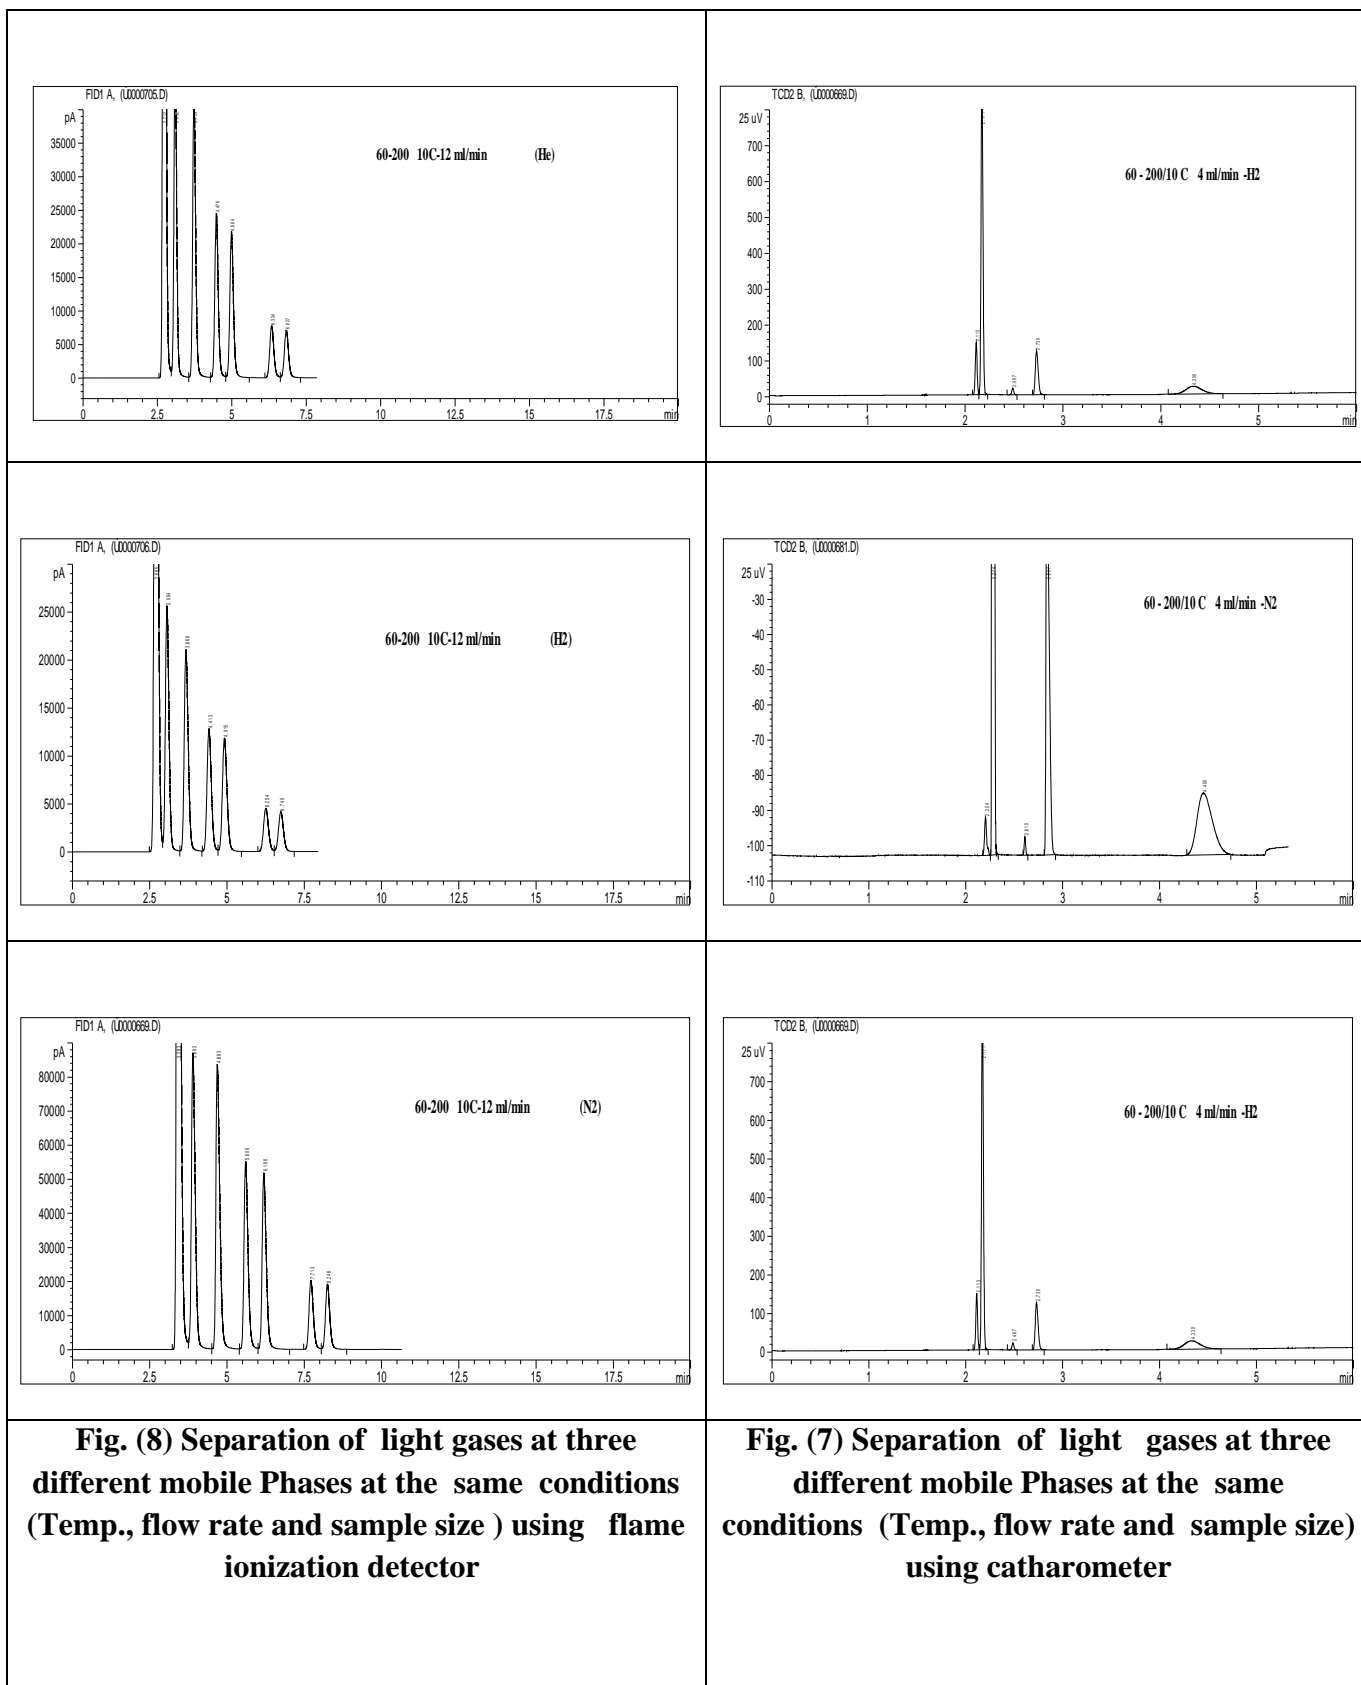 FID1 A, (U0000705.D)
pA
35000
30000
25000
20000
15000
10000
5000
0
60-200 10C-12 ml/min (He)
4.476
0 2.5 5 7.5 10 12.5 15 17.5 min
TCD2 B, (U0000669.D)
25 uV
700
600
500
400
300
200
100
0
60 - 200/10 C 4 ml/min -H2
0 1 2 3 4 5 min
FID1 A, (U0000706.D)
pA
25000
20000
15000
10000
5000
0
60-200 10C-12 ml/min (H2)
0 2.5 5 7.5 10 12.5 15 17.5 min
TCD2 B, (U0000681.D)
25 uV
-30
-40
-50
-60
-70
-80
-90
-100
-110
60 - 200/10 C 4 ml/min -N2
0 1 2 3 4 5 min
FID1 A, (U0000669.D)
pA
80000
70000
60000
50000
40000
30000
20000
10000
0
60-200 10C-12 ml/min (N2)
0 2.5 5 7.5 10 12.5 15 17.5 min
TCD2 B, (U0000669.D)
25 uV
700
600
500
400
300
200
100
0
60 - 200/10 C 4 ml/min -H2
0 1 2 3 4 5 min
Fig. (8) Separation of light gases at three
different mobile Phases at the same conditions
(Temp., flow rate and sample size ) using flame
ionization detector
Fig. (7) Separation of light gases at three
different mobile Phases at the same
conditions (Temp., flow rate and sample size)
using catharometer